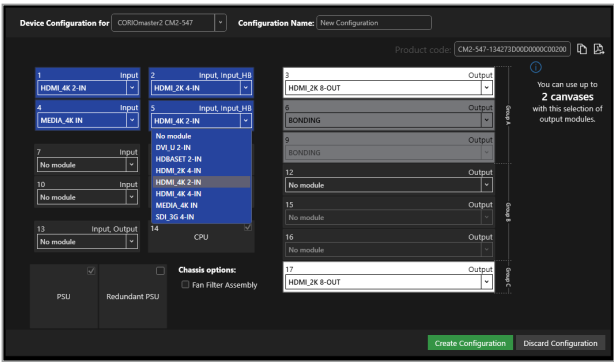 Device Configuration for CORIOmaster2 CM2-547 Configuration Name: New Configuration
Product code: CM2-547-134273D00D0000C00200
1 Input
HDMI_4K 2-IN
2 Input, Input_HB
HDMI_2K 4-IN
3 Output
HDMI_2K 8-OUT
4 Input
MEDIA_4K IN
5 Input, Input_HB
HDMI_4K 2-IN
6 Output
BONDING
No module
DVI_U 2-IN
HDBASET 2-IN
HDMI_2K 4-IN
HDMI_4K 2-IN
HDMI_4K 4-IN
MEDIA_4K IN
SDI_3G 4-IN
7 Input
No module
9 Output
BONDING
Group A
10 Input
No module
12 Output
No module
13 Input, Output
No module
14
CPU
15 Output
No module
16 Output
No module
Group B
17 Output
HDMI_2K 8-OUT
Group C
PSU
Redundant PSU
Chassis options:
Fan Filter Assembly
You can use up to
2 canvases
with this selection of
output modules.
Create Configuration Discard Configuration